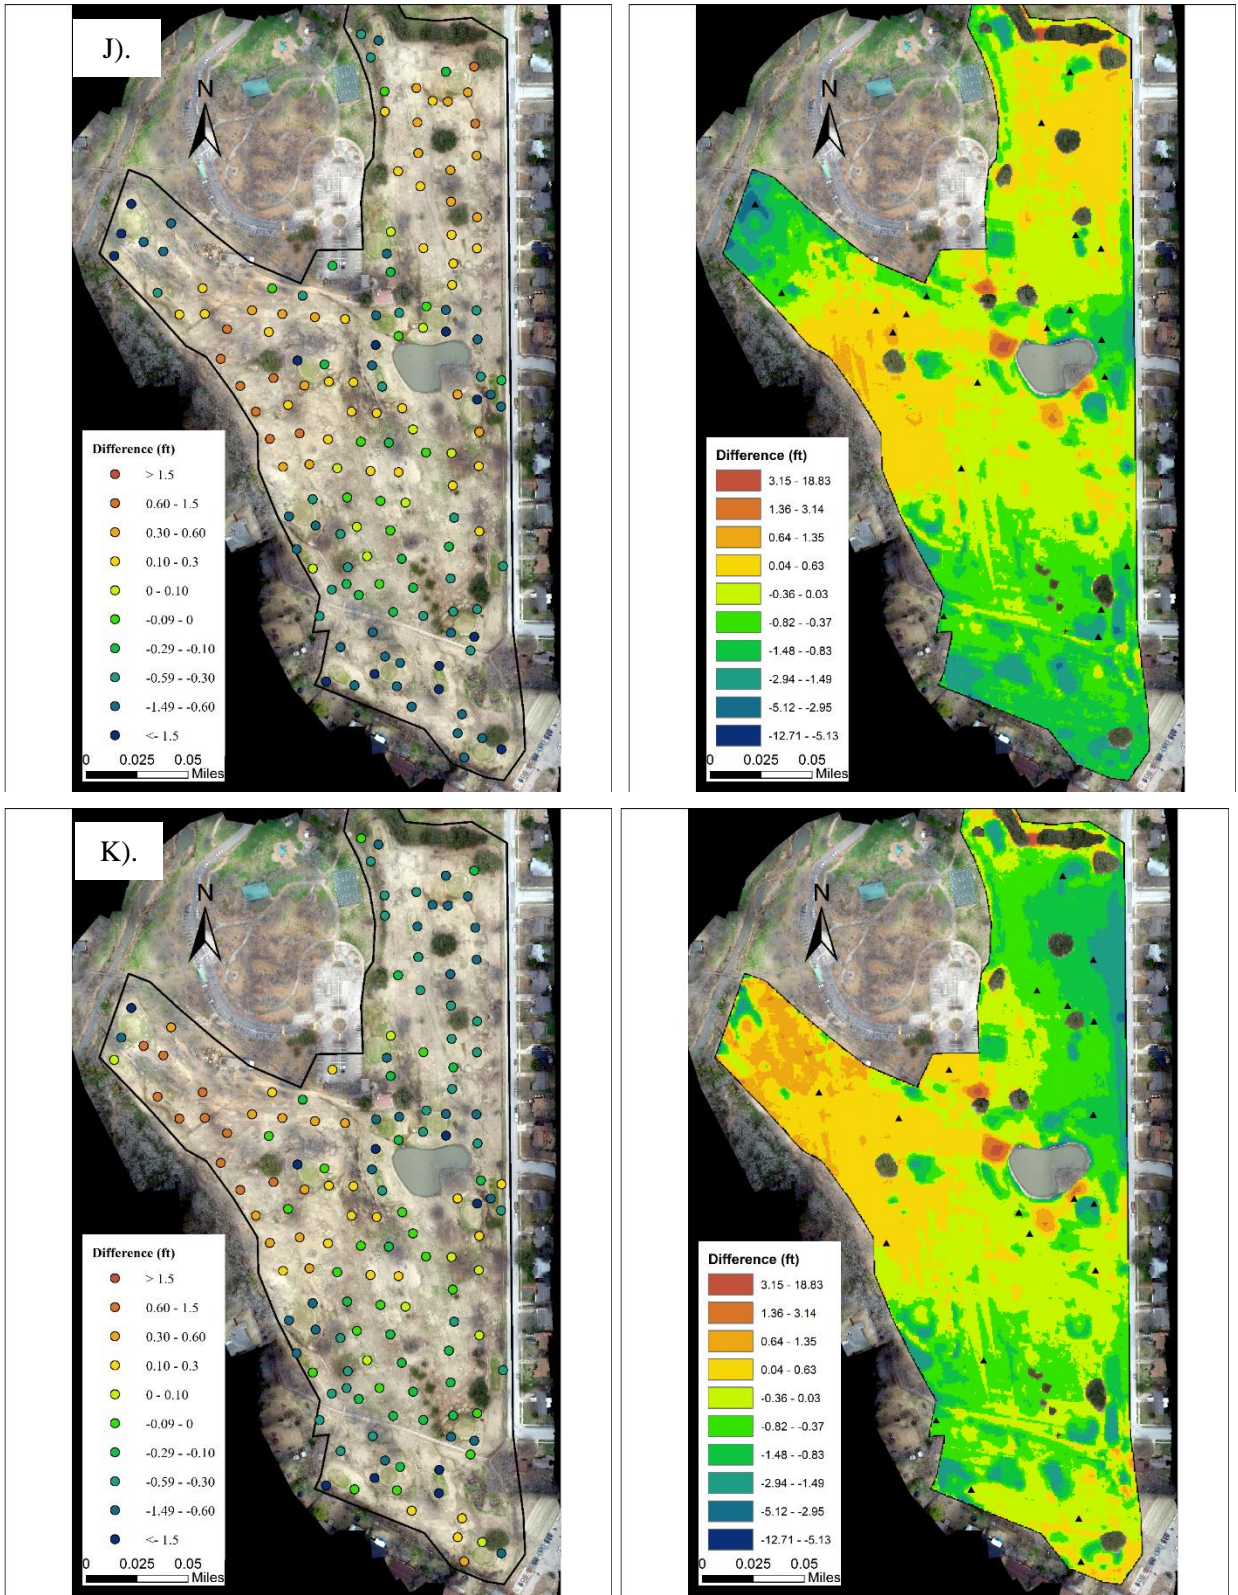 J).
N
Difference (ft)
> 1.5
0.60 - 1.5
0.30 - 0.60
0.10 - 0.3
0 - 0.10
-0.09 - 0
-0.29 - -0.10
-0.59 - -0.30
-1.49 - -0.60
<- 1.5
0 0.025 0.05
Miles
N
Difference (ft)
3.15 - 18.83
1.36 - 3.14
0.64 - 1.35
0.04 - 0.63
-0.36 - 0.03
-0.82 - -0.37
-1.48 - -0.83
-2.94 - -1.49
-5.12 - -2.95
-12.71 - -5.13
0 0.025 0.05
Miles
K).
N
Difference (ft)
> 1.5
0.60 - 1.5
0.30 - 0.60
0.10 - 0.3
0 - 0.10
-0.09 - 0
-0.29 - -0.10
-0.59 - -0.30
-1.49 - -0.60
<- 1.5
0 0.025 0.05
Miles
N
Difference (ft)
3.15 - 18.83
1.36 - 3.14
0.64 - 1.35
0.04 - 0.63
-0.36 - 0.03
-0.82 - -0.37
-1.48 - -0.83
-2.94 - -1.49
-5.12 - -2.95
-12.71 - -5.13
0 0.025 0.05
Miles